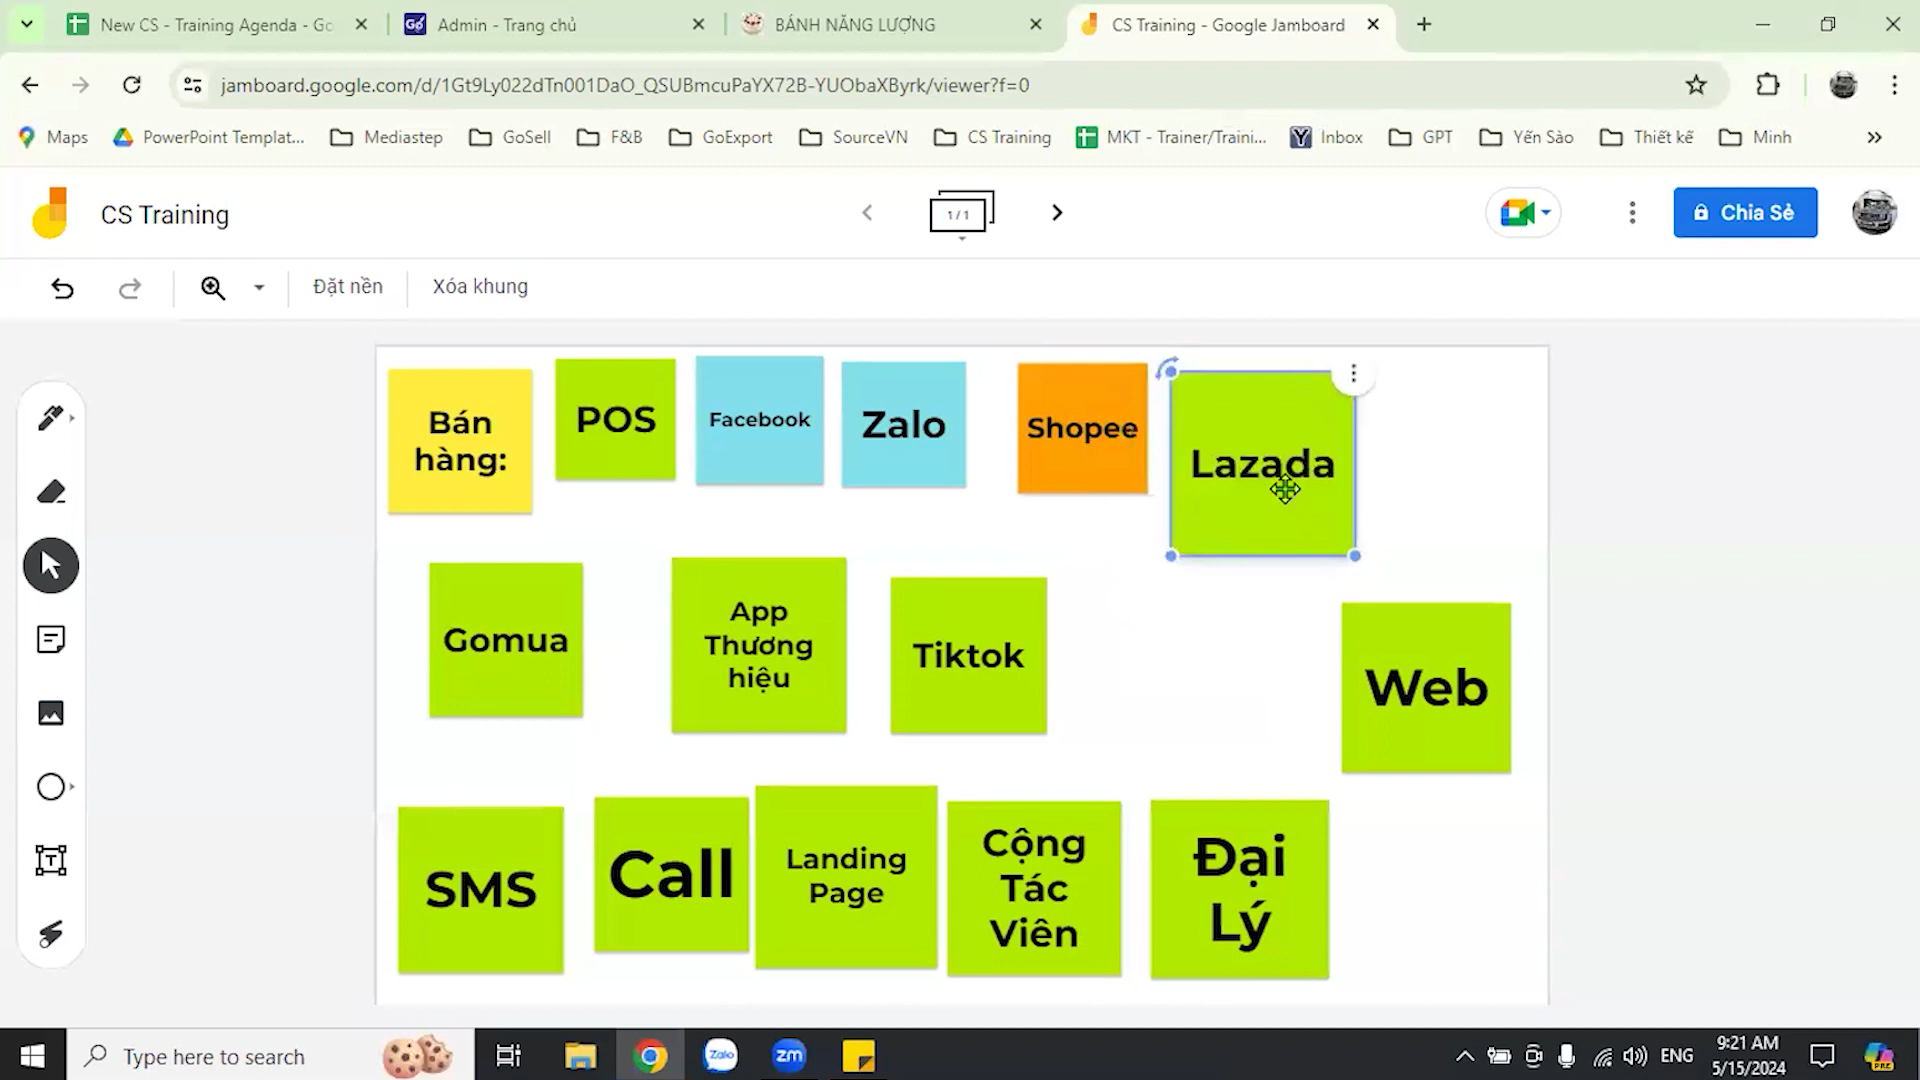 New CS - Training Agenda - Go
Admin - Trang chủ
BÁNH NĂNG LƯỢNG
CS Training - Google Jamboard
jamboard.google.com/d/1Gt9Ly022dTn001DaO_QSUBmcuPaYX72B-YUObaXByrk/viewer?f=0
Maps
PowerPoint Templat...
Mediastep
GoSell
F&B
GoExport
SourceVN
CS Training
MKT - Trainer/Traini...
Inbox
GPT
Yến Sào
Thiết kế
Minh
CS Training
1/1
Chia Sẻ
Đặt nền
Xóa khung
Bán
hàng:
POS
Facebook
Zalo
Shopee
Lazada
Gomua
App
Thương
hiệu
Tiktok
Web
SMS
Call
Landing
Page
Cộng
Tác
Viên
Đại
Lý
Type here to search
Zalo
zm
ENG
9:21 AM
5/15/2024
PRE